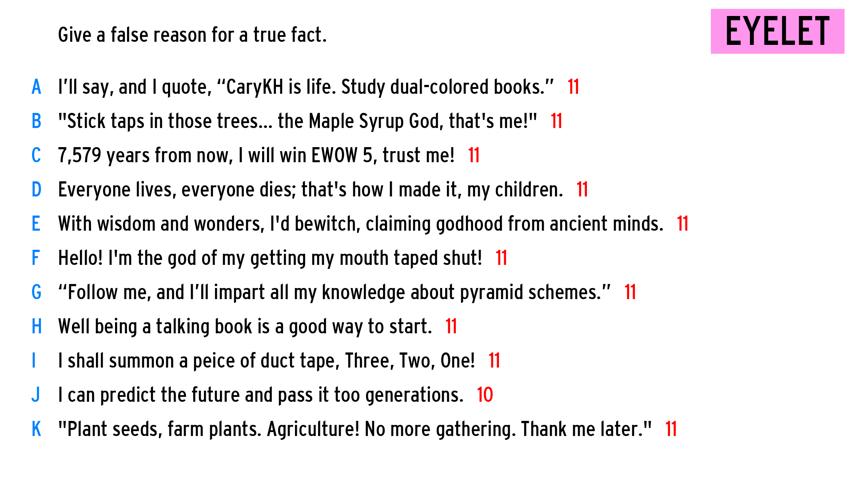 Give a false reason for a true fact.
EYELET
A I’ll say, and I quote, “CaryKH is life. Study dual-colored books.” 11
B "Stick taps in those trees... the Maple Syrup God, that's me!" 11
C 7,579 years from now, I will win EWOW 5, trust me! 11
D Everyone lives, everyone dies; that's how I made it, my children. 11
E With wisdom and wonders, I'd bewitch, claiming godhood from ancient minds. 11
F Hello! I'm the god of my getting my mouth taped shut! 11
G “Follow me, and I’ll impart all my knowledge about pyramid schemes.” 11
H Well being a talking book is a good way to start. 11
I I shall summon a peice of duct tape, Three, Two, One! 11
J I can predict the future and pass it too generations. 10
K "Plant seeds, farm plants. Agriculture! No more gathering. Thank me later." 11